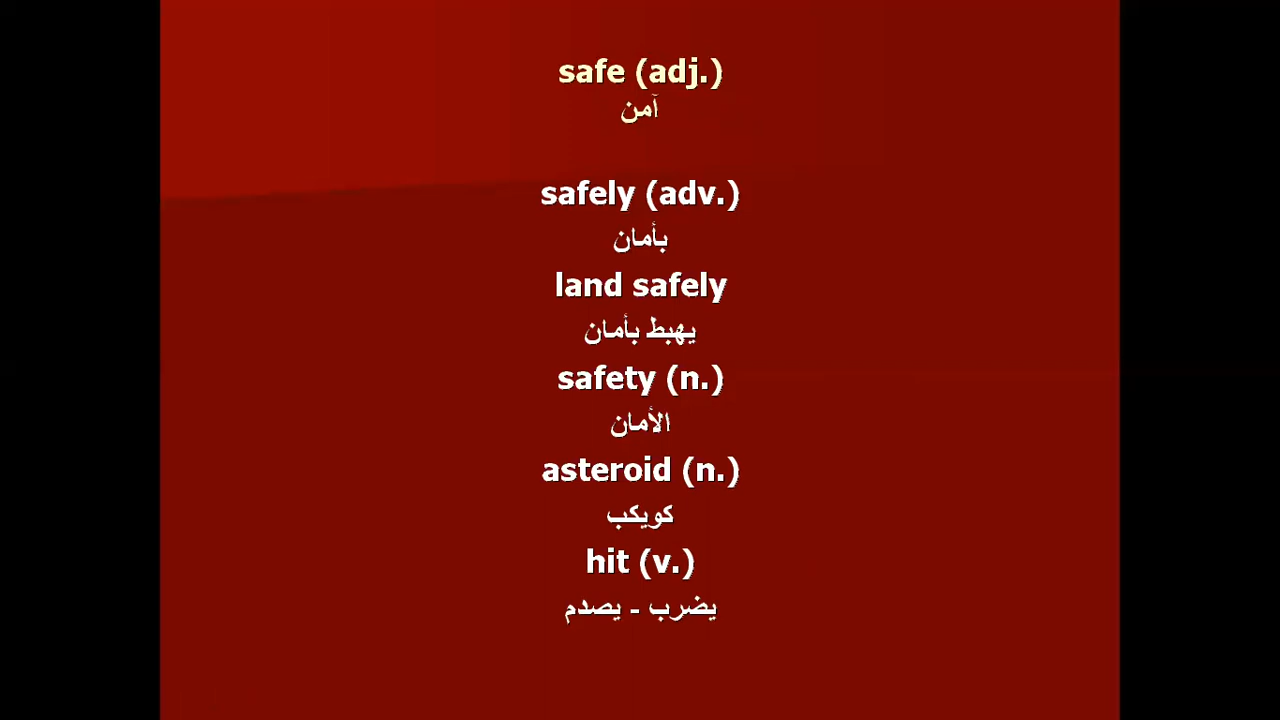 safe (adj.)
آمن
safely (adv.)
بأمان
land safely
يهبط بأمان
safety (n.)
الأمان
asteroid (n.)
كويكب
hit (v.)
يضرب - يصدم